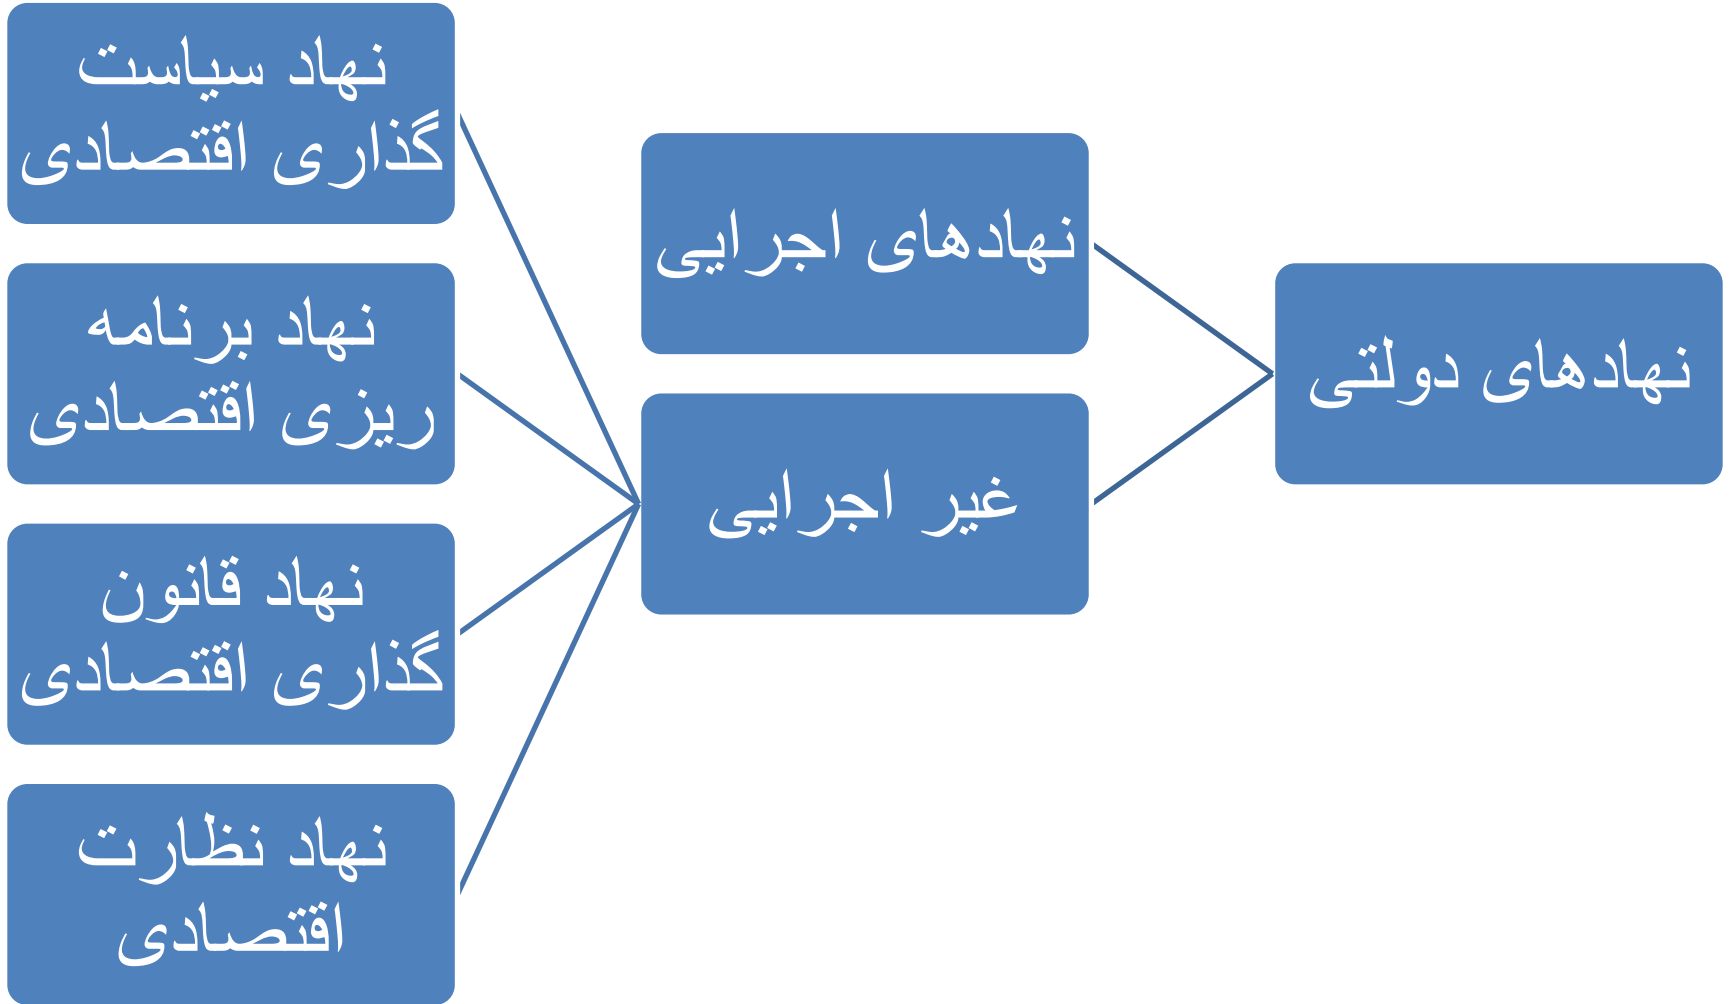 نهادهای دولتی
نهادهای اجرایی
غیر اجرایی
نهاد سیاست
گذاری اقتصادی
نهاد برنامه
ریزی اقتصادی
نهاد قانون
گذاری اقتصادی
نهاد نظارت
اقتصادی